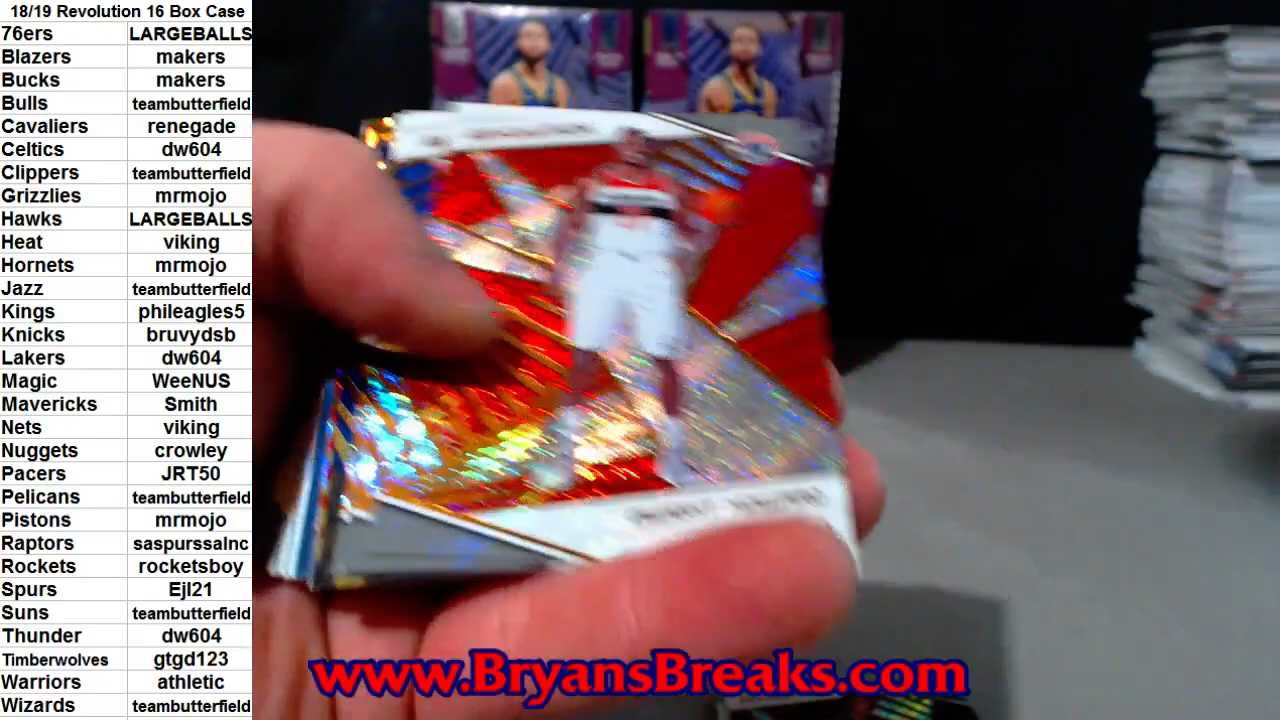 18/19 Revolution 16 Box Case
76ers LARGEBALLS
Blazers makers
Bucks makers
Bulls teambutterfield
Cavaliers renegade
Celtics dw604
Clippers teambutterfield
Grizzlies mrmojo
Hawks LARGEBALLS
Heat viking
Hornets mrmojo
Jazz teambutterfield
Kings phileagles5
Knicks bruvydsb
Lakers dw604
Magic WeeNUS
Mavericks Smith
Nets viking
Nuggets crowley
Pacers JRT50
Pelicans teambutterfield
Pistons mrmojo
Raptors saspurssalnc
Rockets rocketsboy
Spurs Ejl21
Suns teambutterfield
Thunder dw604
Timberwolves gtgd123
Warriors athletic
Wizards teambutterfield
www.BryansBreaks.com